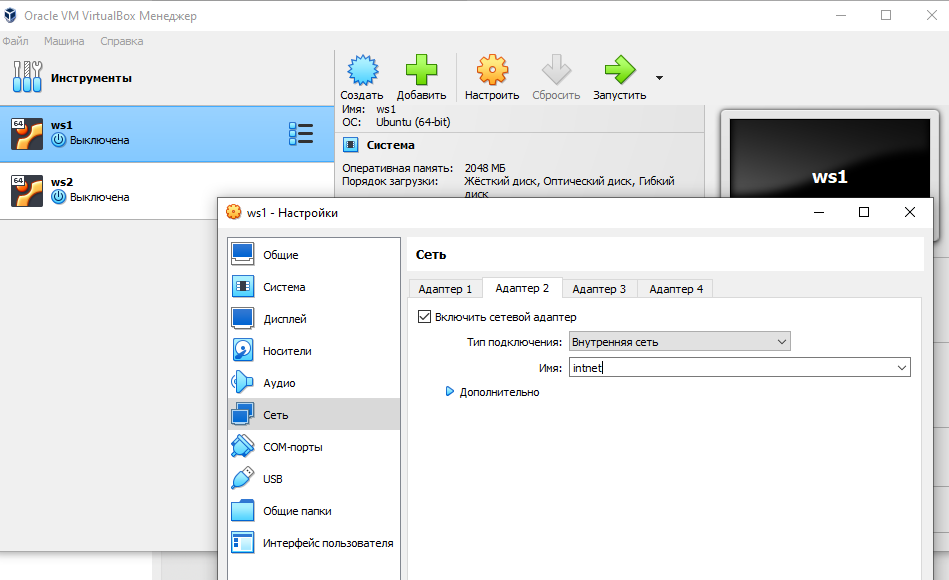 Oracle VM VirtualBox Менеджер
Файл Машина Справка
Инструменты
Создать Добавить Настроить Сбросить Запустить
64 ws1
Выключена
64 ws2
Выключена
Имя: ws1
ОС: Ubuntu (64-bit)
Система
Оперативная память: 2048 МБ
Порядок загрузки: Жёсткий диск, Оптический диск, Гибкий
диск
ws1
ws1 - Настройки
Общие
Система
Дисплей
Носители
Аудио
Сеть
COM-порты
USB
Общие папки
Интерфейс пользователя
Сеть
Адаптер 1 Адаптер 2 Адаптер 3 Адаптер 4
Включить сетевой адаптер
Тип подключения: Внутренняя сеть
Имя: intnet
Дополнительно